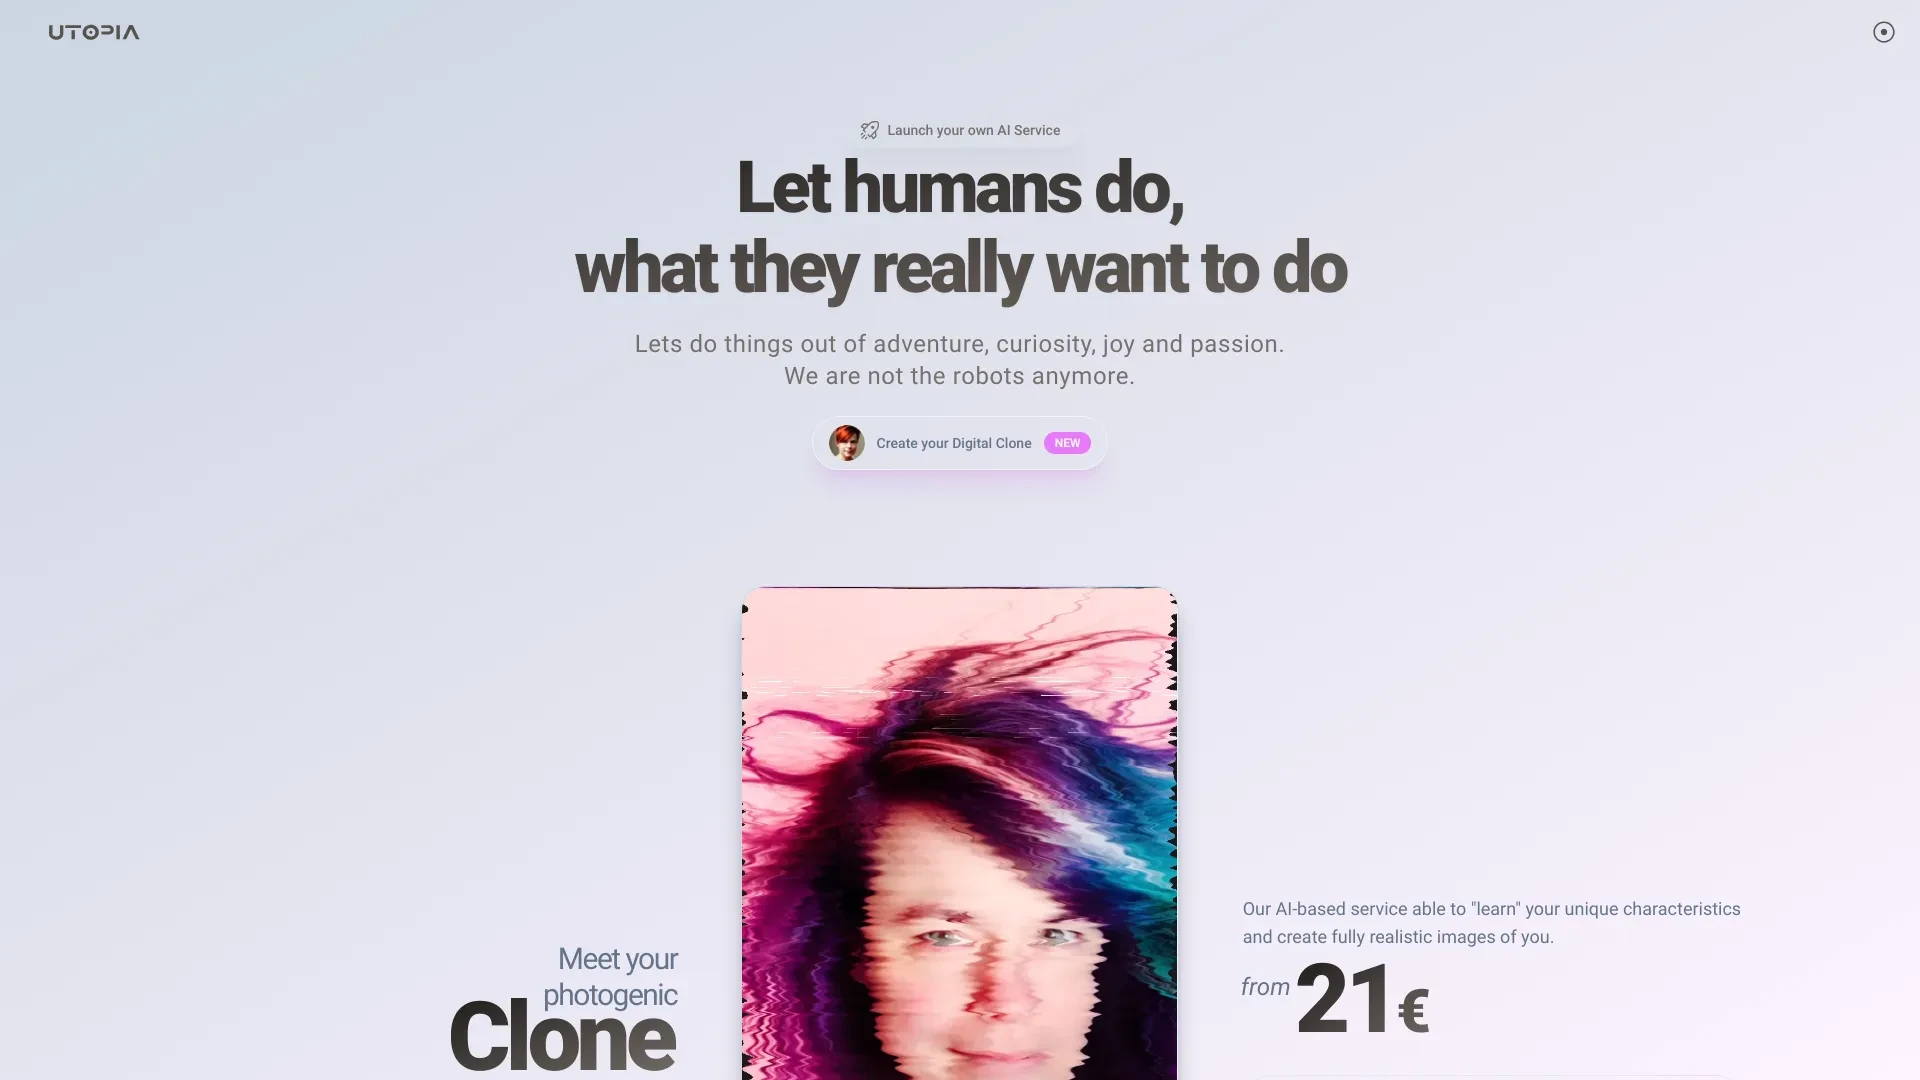 UTOPIA
Launch your own AI Service
Let humans do,
what they really want to do
Lets do things out of adventure, curiosity, joy and passion.
We are not the robots anymore.
Create your Digital Clone NEW
Meet your
photogenic
Clone
Our AI-based service able to "learn" your unique characteristics
and create fully realistic images of you.
from 21€